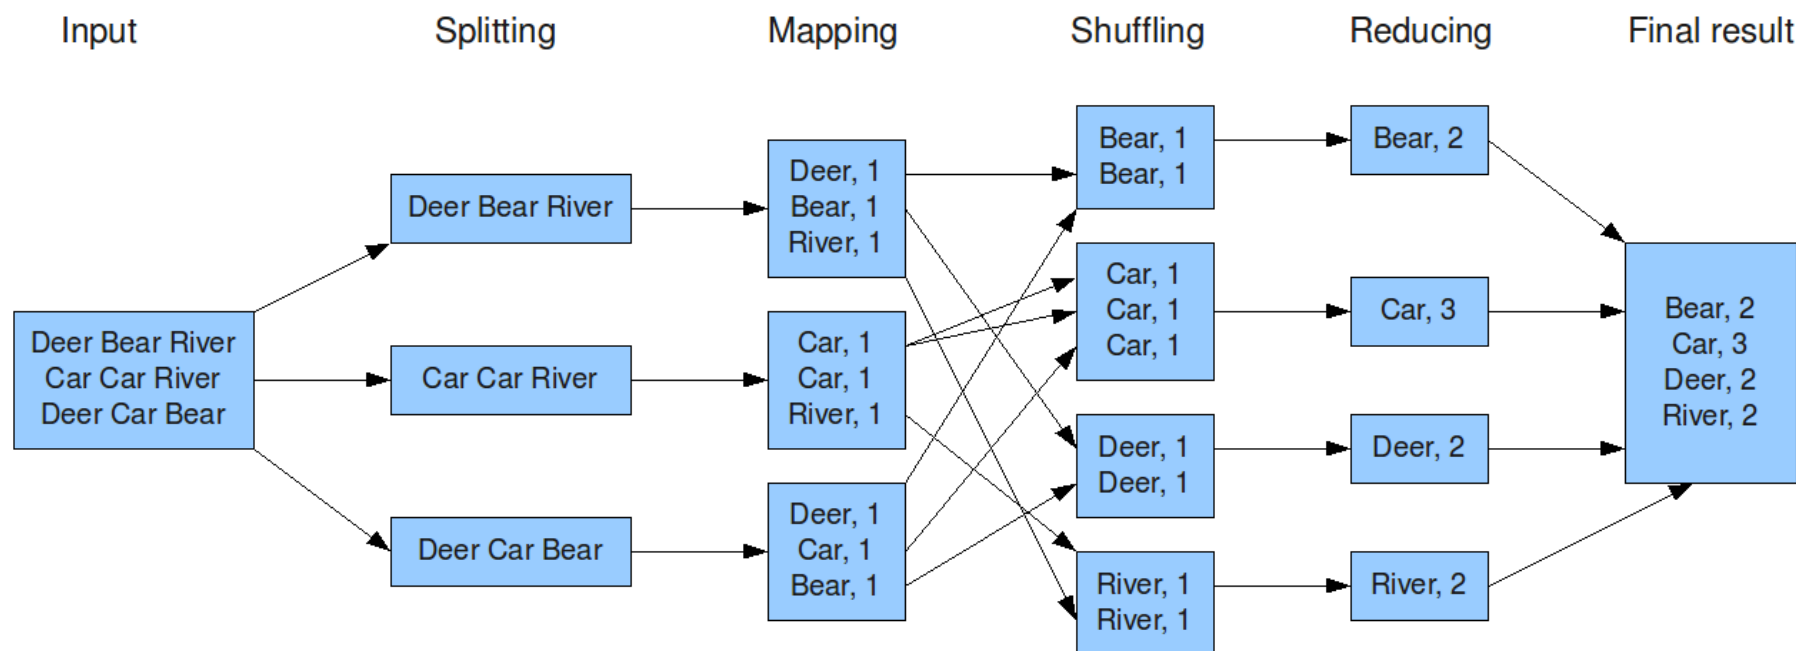 Input
Splitting
Mapping
Shuffling
Reducing
Final result
Deer Bear River
Car Car River
Deer Car Bear
Deer Bear River
Car Car River
Deer Car Bear
Deer, 1
Bear, 1
River, 1
Car, 1
Car, 1
River, 1
Deer, 1
Car, 1
Bear, 1
Bear, 1
Bear, 1
Car, 1
Car, 1
Car, 1
Deer, 1
Deer, 1
River, 1
River, 1
Bear, 2
Car, 3
Deer, 2
River, 2
Bear, 2
Car, 3
Deer, 2
River, 2